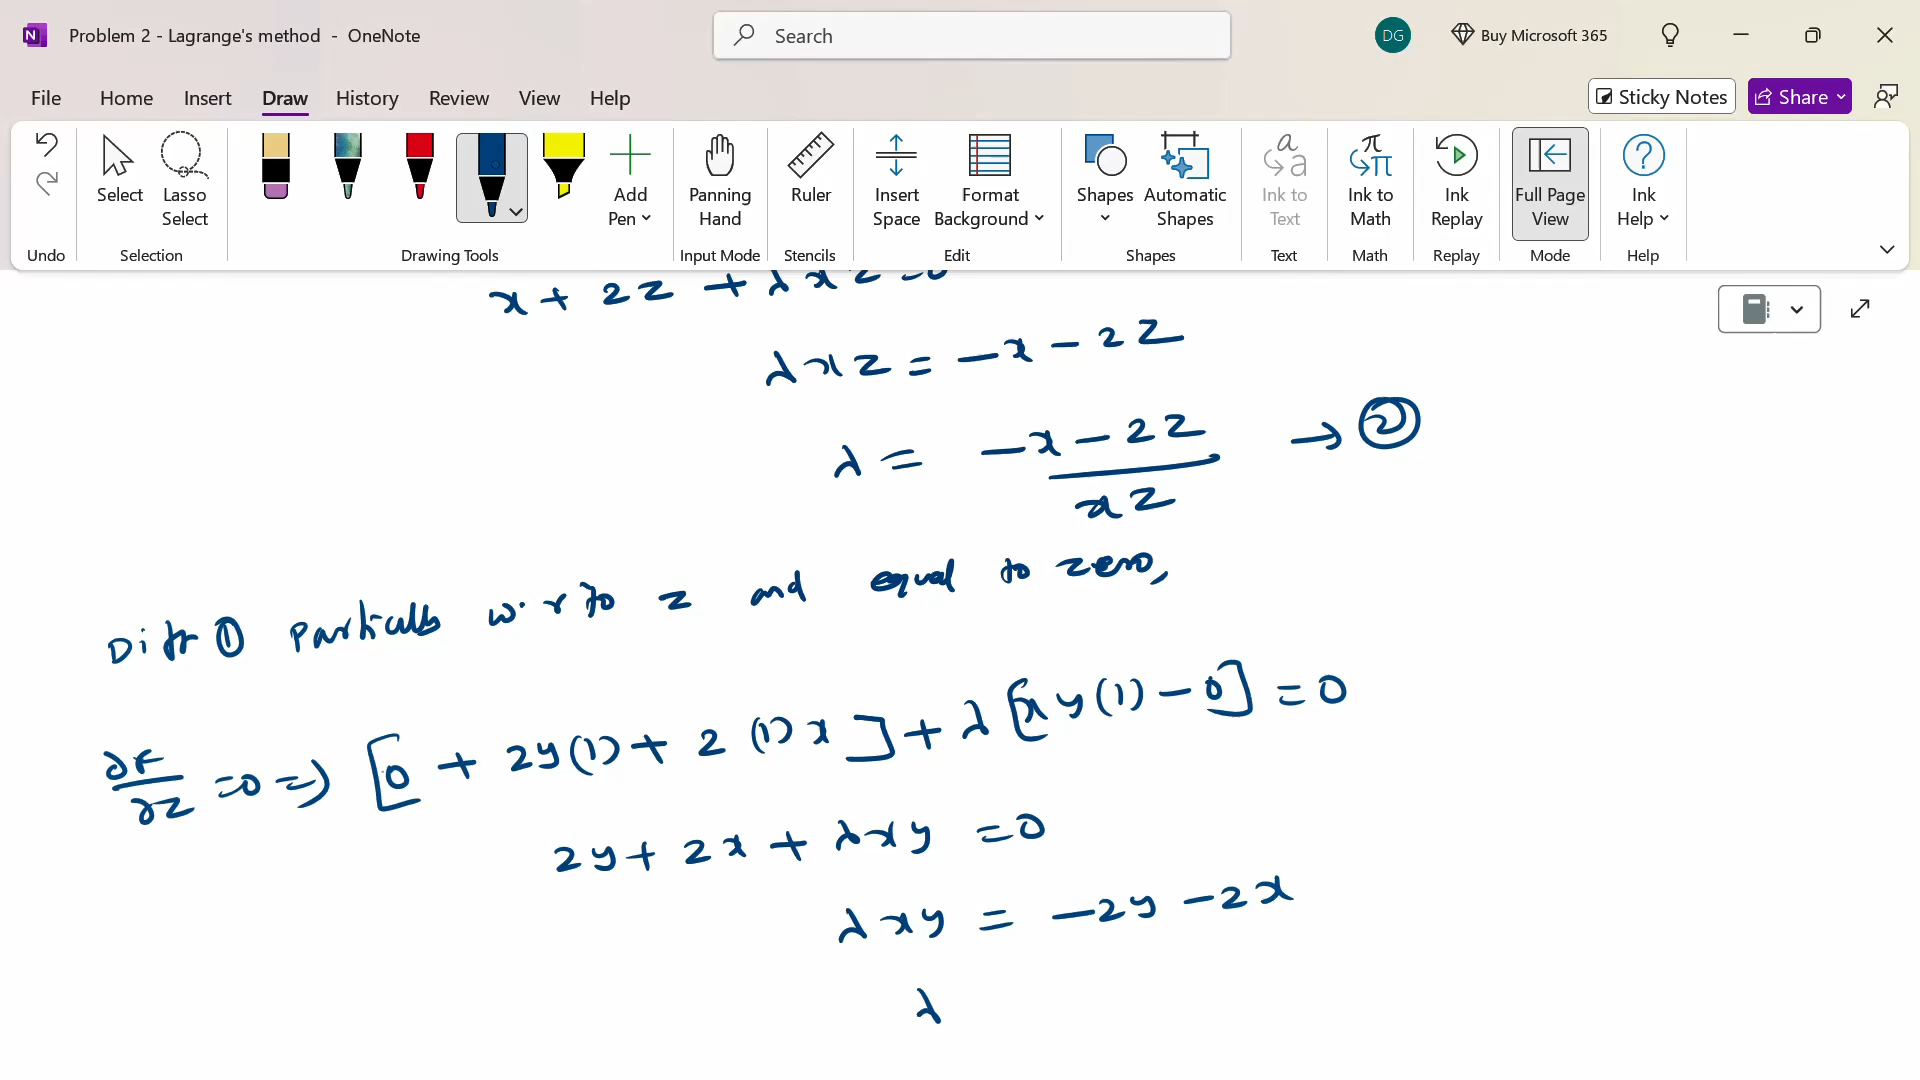 Problem 2 - Lagrange's method - OneNote
Search
DG
Buy Microsoft 365
File Home Insert Draw History Review View Help
Sticky Notes
Share
Select
Lasso Select
Add Pen
Panning Hand
Ruler
Insert Space
Format Background
Shapes
Automatic Shapes
Ink to Text
Ink to Math
Ink Replay
Full Page View
Ink Help
Undo Selection Drawing Tools Input Mode Stencils Edit Shapes Text Math Replay Mode Help
x + 2z + λxz = 0
λxz = -x - 2z
λ = (-x - 2z)/xz → ②
Diff ① partially w.r.to z and equal to zero,
∂F/∂z = 0 ⇒ [0 + 2y(1) + 2(1)x] + λ[xy(1) - 0] = 0
2y + 2x + λxy = 0
λxy = -2y - 2x
λ